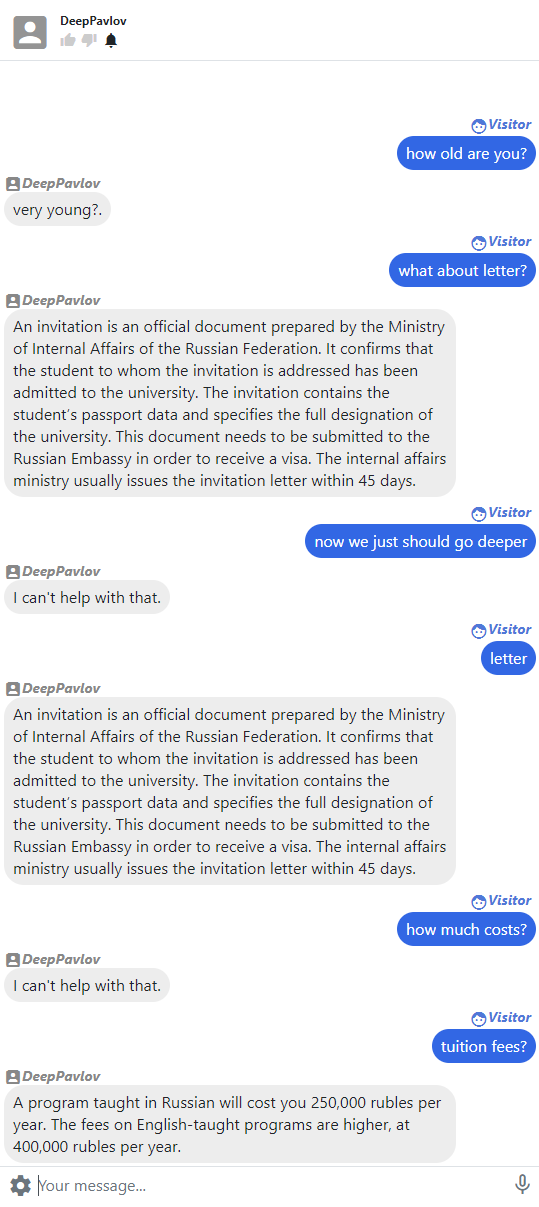 DeepPavlov
Visitor
how old are you?
DeepPavlov
very young?.
Visitor
what about letter?
DeepPavlov
An invitation is an official document prepared by the Ministry
of Internal Affairs of the Russian Federation. It confirms that
the student to whom the invitation is addressed has been
admitted to the university. The invitation contains the
student's passport data and specifies the full designation of
the university. This document needs to be submitted to the
Russian Embassy in order to receive a visa. The internal affairs
ministry usually issues the invitation letter within 45 days.
Visitor
now we just should go deeper
DeepPavlov
I can't help with that.
Visitor
letter
DeepPavlov
An invitation is an official document prepared by the Ministry
of Internal Affairs of the Russian Federation. It confirms that
the student to whom the invitation is addressed has been
admitted to the university. The invitation contains the
student's passport data and specifies the full designation of
the university. This document needs to be submitted to the
Russian Embassy in order to receive a visa. The internal affairs
ministry usually issues the invitation letter within 45 days.
Visitor
how much costs?
DeepPavlov
I can't help with that.
Visitor
tuition fees?
DeepPavlov
A program taught in Russian will cost you 250,000 rubles per
year. The fees on English-taught programs are higher, at
400,000 rubles per year.
Your message...